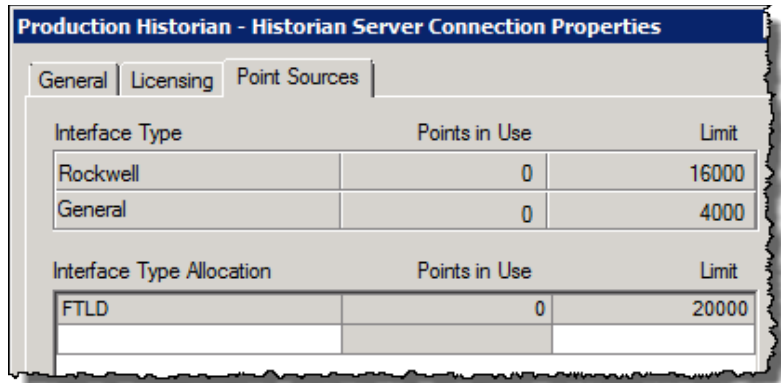 Production Historian - Historian Server Connection Properties
General Licensing Point Sources
Interface Type Points in Use Limit
Rockwell 0 16000
General 0 4000
Interface Type Allocation Points in Use Limit
FTLD 0 20000